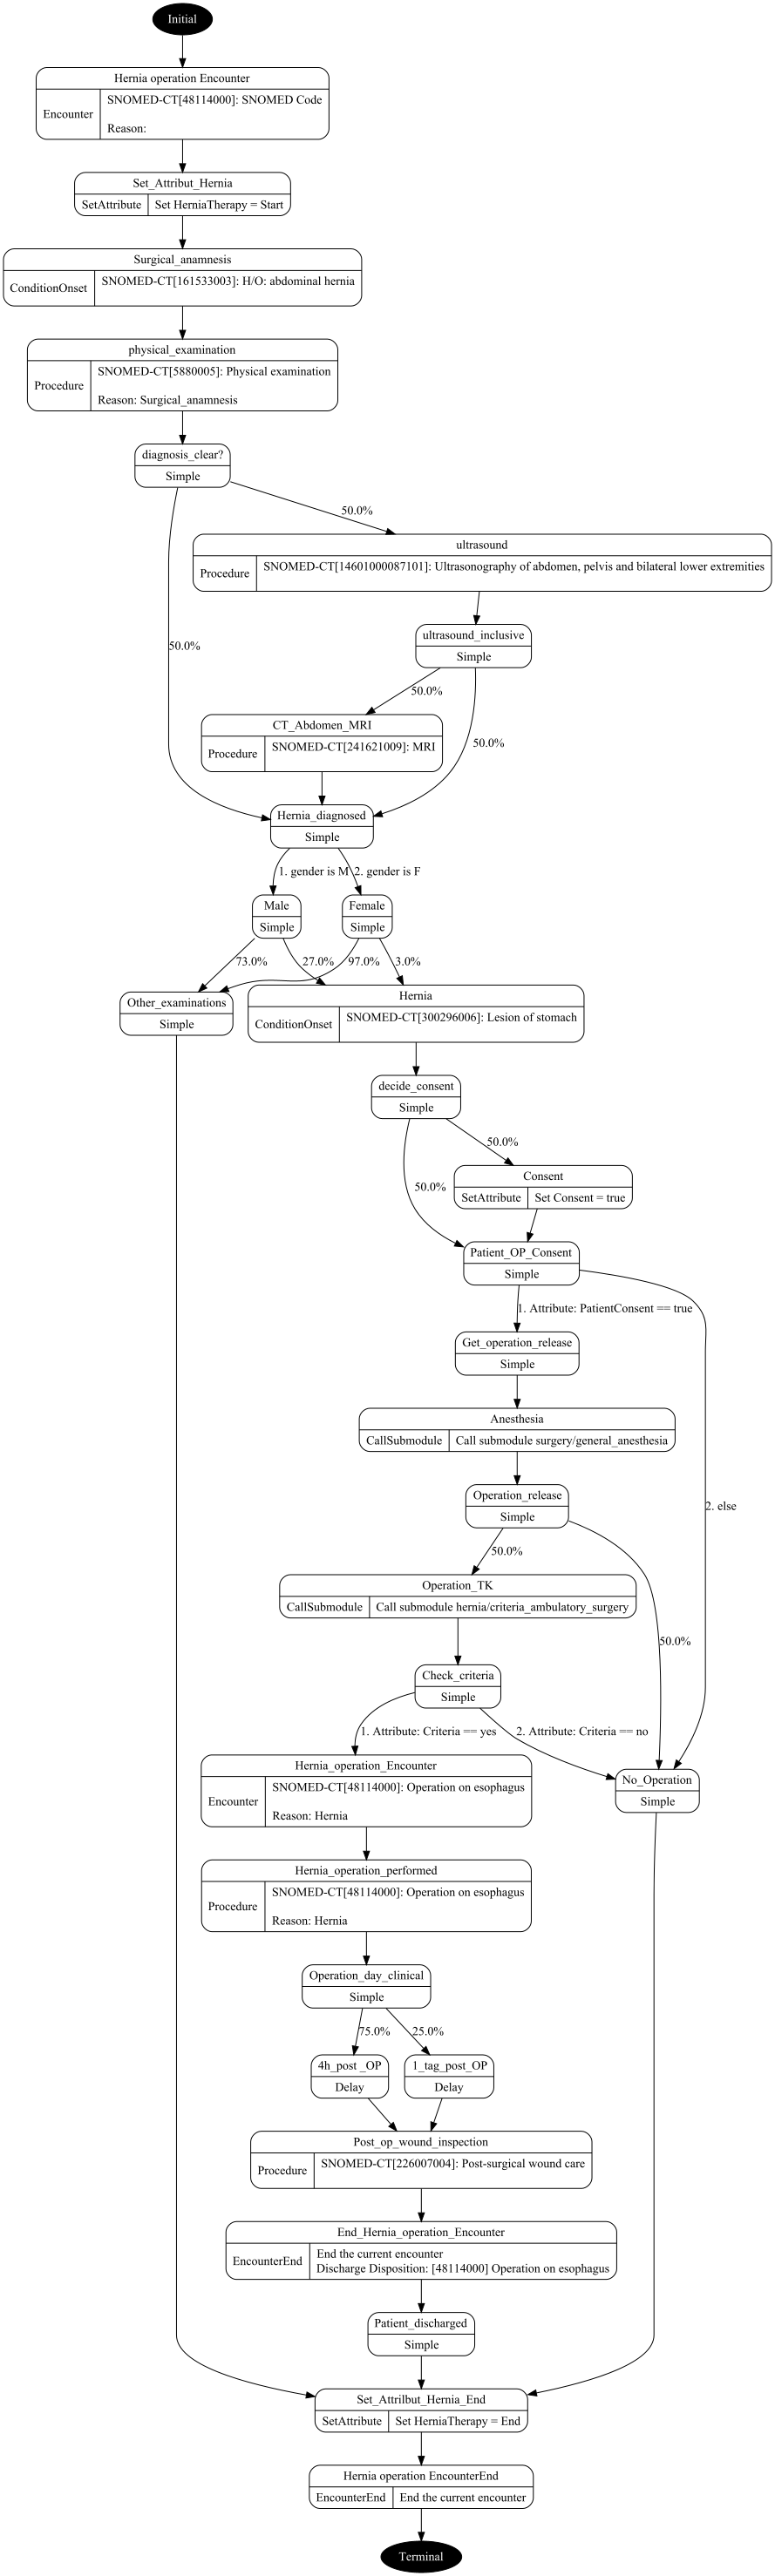 Initial
Hernia operation Encounter
Encounter
SNOMED-CT[48114000]: SNOMED Code
Reason:
Set_Attribut_Hernia
SetAttribute
Set HerniaTherapy = Start
Surgical_anamnesis
ConditionOnset
SNOMED-CT[161533003]: H/O: abdominal hernia
physical_examination
Procedure
SNOMED-CT[5880005]: Physical examination
Reason: Surgical_anamnesis
diagnosis_clear?
Simple
50.0%
ultrasound
Procedure
SNOMED-CT[14601000087101]: Ultrasonography of abdomen, pelvis and bilateral lower extremities
ultrasound_inclusive
Simple
50.0%
50.0%
CT_Abdomen_MRI
Procedure
SNOMED-CT[241621009]: MRI
50.0%
Hernia_diagnosed
Simple
1. gender is M
2. gender is F
Male
Simple
Female
Simple
73.0%
27.0%
97.0%
3.0%
Other_examinations
Simple
Hernia
ConditionOnset
SNOMED-CT[300296006]: Lesion of stomach
decide_consent
Simple
50.0%
Consent
SetAttribute
Set Consent = true
50.0%
Patient_OP_Consent
Simple
1. Attribute: PatientConsent == true
Get_operation_release
Simple
Anesthesia
CallSubmodule
Call submodule surgery/general_anesthesia
Operation_release
Simple
2. else
50.0%
Operation_TK
CallSubmodule
Call submodule hernia/criteria_ambulatory_surgery
50.0%
Check_criteria
Simple
1. Attribute: Criteria == yes
2. Attribute: Criteria == no
Hernia_operation_Encounter
Encounter
SNOMED-CT[48114000]: Operation on esophagus
Reason: Hernia
No_Operation
Simple
Hernia_operation_performed
Procedure
SNOMED-CT[48114000]: Operation on esophagus
Reason: Hernia
Operation_day_clinical
Simple
75.0%
25.0%
4h_post _OP
Delay
1_tag_post_OP
Delay
Post_op_wound_inspection
Procedure
SNOMED-CT[226007004]: Post-surgical wound care
End_Hernia_operation_Encounter
EncounterEnd
End the current encounter
Discharge Disposition: [48114000] Operation on esophagus
Patient_discharged
Simple
Set_Attrilbut_Hernia_End
SetAttribute
Set HerniaTherapy = End
Hernia operation EncounterEnd
EncounterEnd
End the current encounter
Terminal